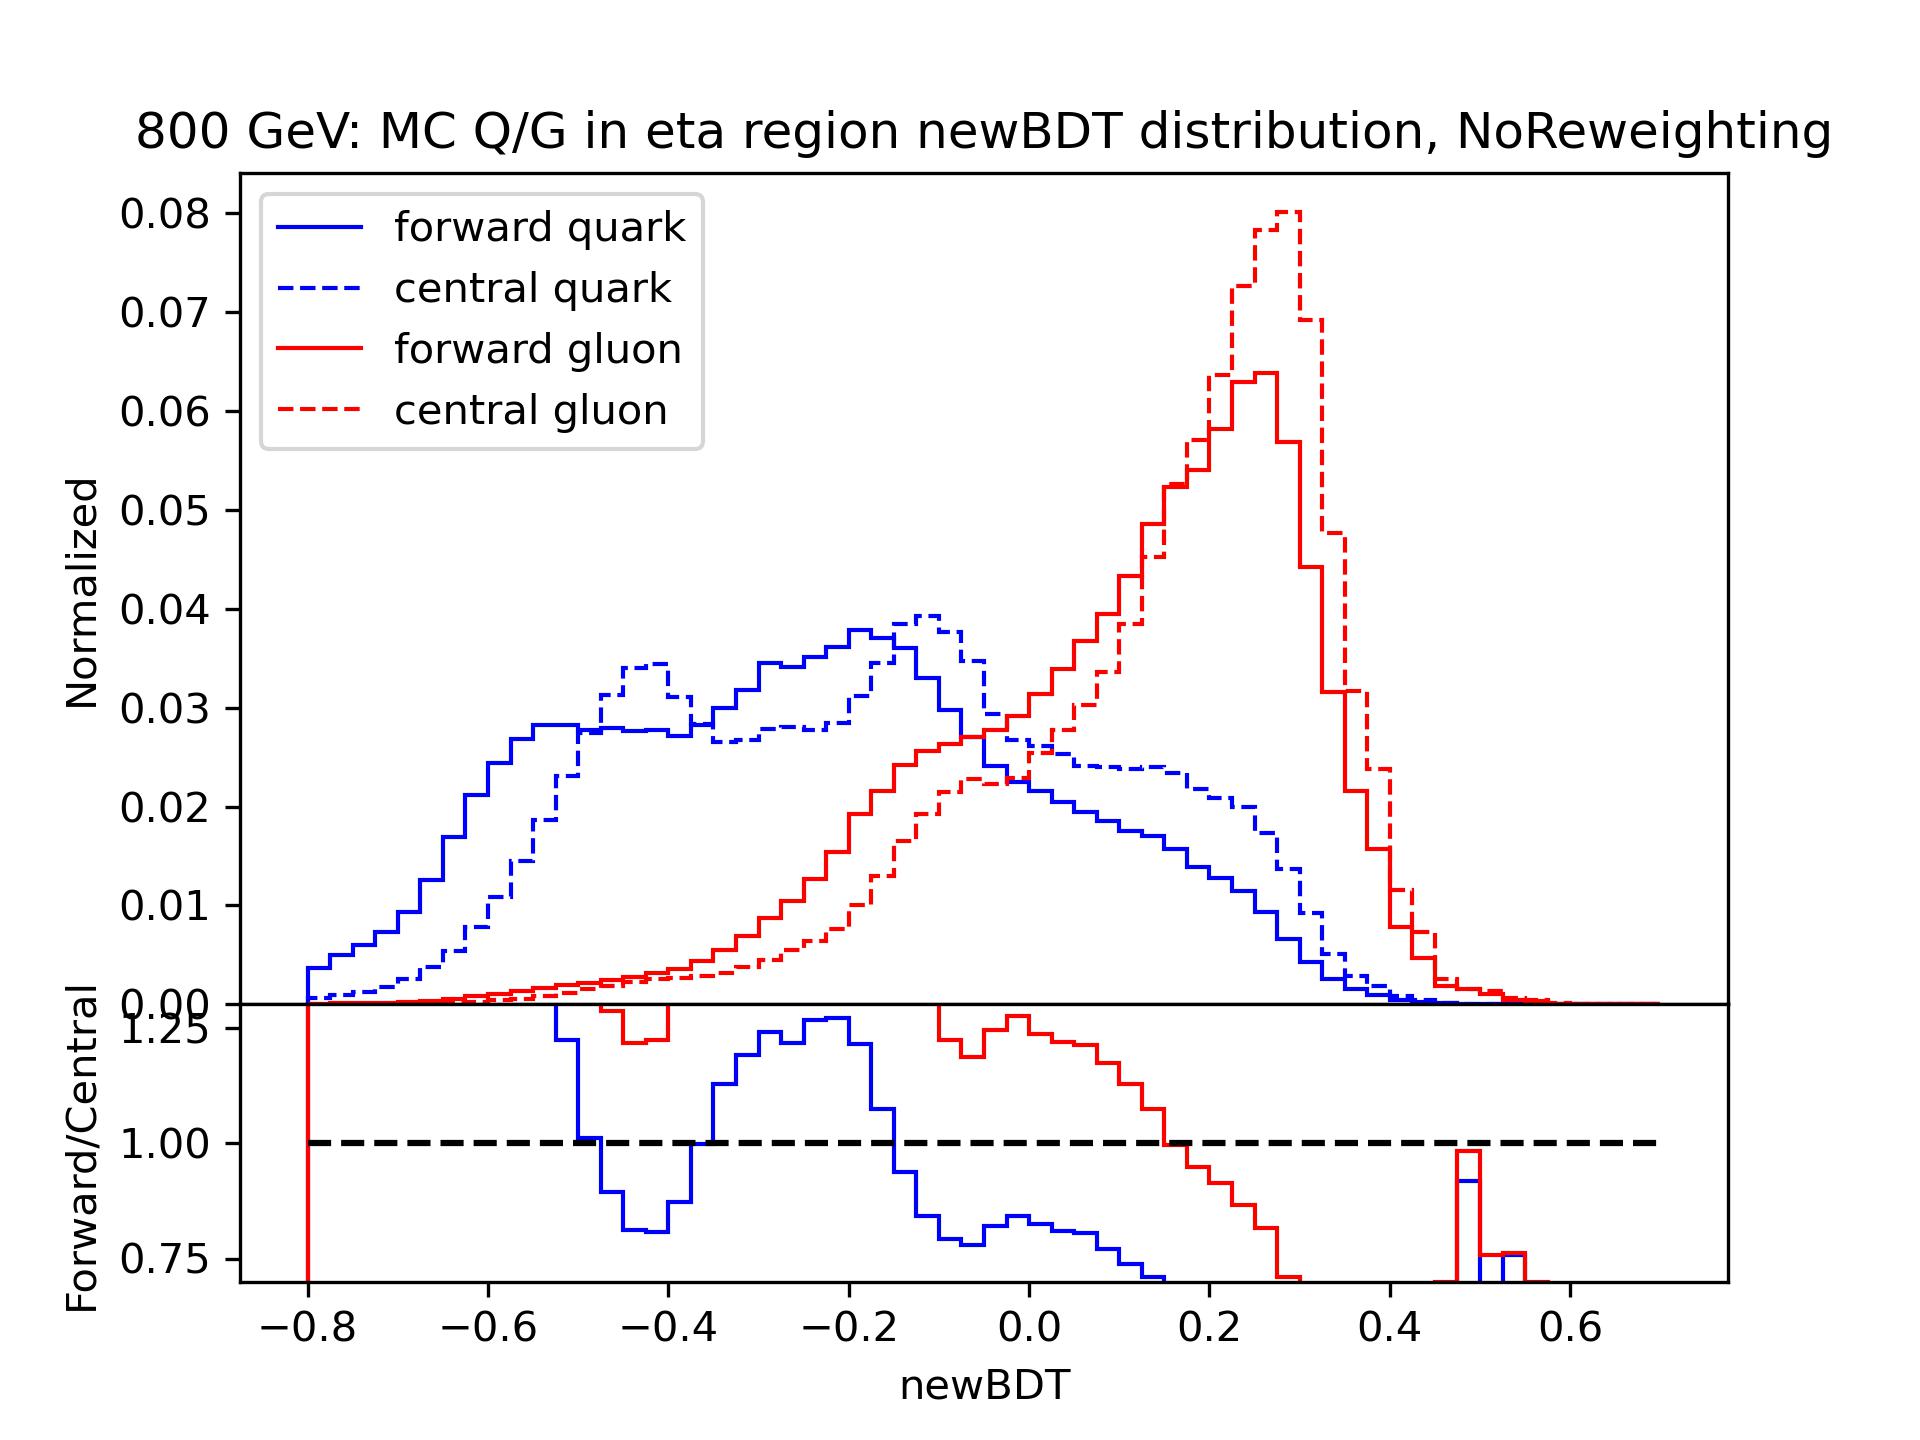 800 GeV: MC Q/G in eta region newBDT distribution, NoReweighting
forward quark
central quark
forward gluon
central gluon
Normalized
0.08
0.07
0.06
0.05
0.04
0.03
0.02
0.01
0.00
Forward/Central
1.25
1.00
0.75
−0.8 −0.6 −0.4 −0.2 0.0 0.2 0.4 0.6
newBDT